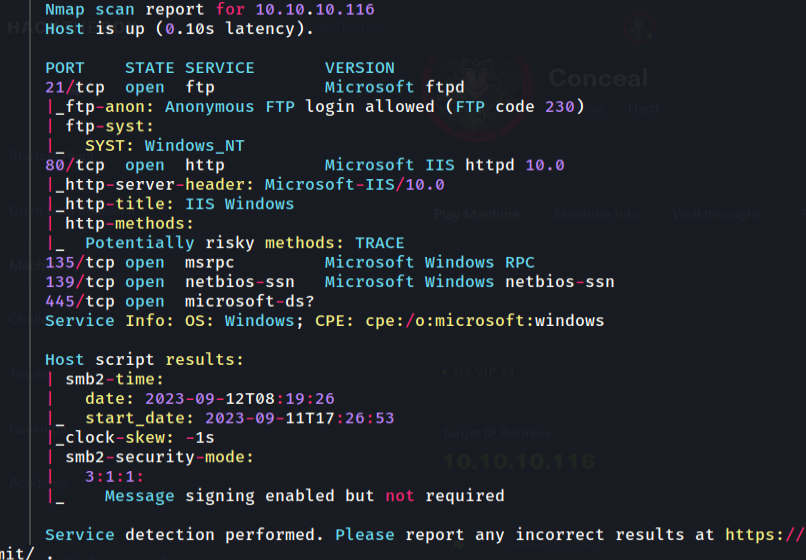 Nmap scan report for 10.10.10.116
Host is up (0.10s latency).
PORT     STATE SERVICE       VERSION
21/tcp  open  ftp           Microsoft ftpd
|_ftp-anon: Anonymous FTP login allowed (FTP code 230)
| ftp-syst:
|_  SYST: Windows_NT
80/tcp  open  http          Microsoft IIS httpd 10.0
|_http-server-header: Microsoft-IIS/10.0
|_http-title: IIS Windows
| http-methods:
|_  Potentially risky methods: TRACE
135/tcp open  msrpc         Microsoft Windows RPC
139/tcp open  netbios-ssn   Microsoft Windows netbios-ssn
445/tcp open  microsoft-ds?
Service Info: OS: Windows; CPE: cpe:/o:microsoft:windows
Host script results:
| smb2-time:
|   date: 2023-09-12T08:19:26
|_  start_date: 2023-09-11T17:26:53
|_clock-skew: -1s
| smb2-security-mode:
|   3:1:1:
|_    Message signing enabled but not required
Service detection performed. Please report any incorrect results at https://
mit/ .
Conceal
Hard
Play Machine
Machine Info
Walkthroughs
Target IP Address
10.10.10.116